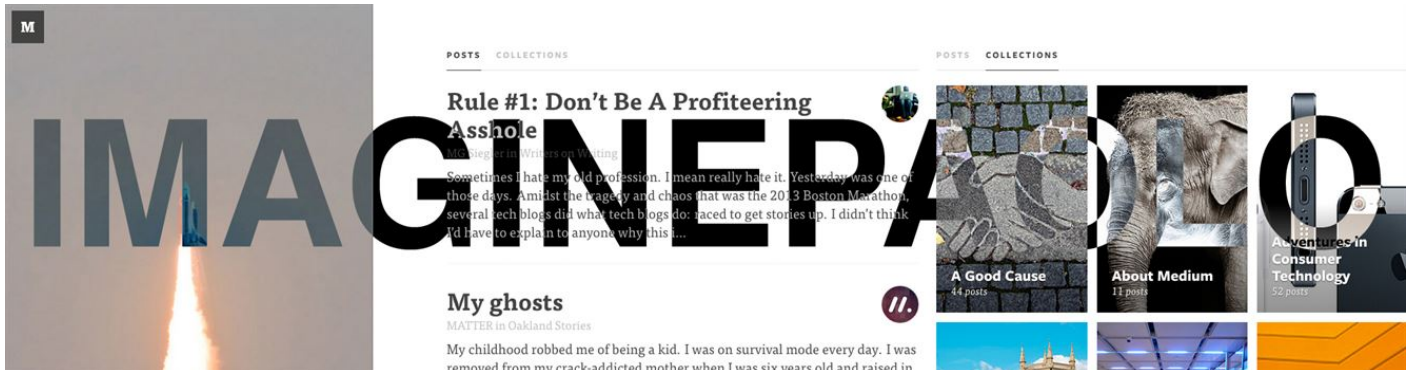 M
IMAGINEPAOLO
POSTS COLLECTIONS
Rule #1: Don't Be A Profiteering
Asshole
MG Siegler in Writers on Writing
Sometimes I hate my old profession. I mean really hate it. Yesterday was one of
those days. Amidst the tragedy and chaos that was the 2013 Boston Marathon,
several tech blogs did what tech blogs do: raced to get stories up. I didn't think
I'd have to explain to anyone why this i...
My ghosts
MATTER in Oakland Stories
My childhood robbed me of being a kid. I was on survival mode every day. I was
removed from my crack-addicted mother when I was six years old and raised in
POSTS COLLECTIONS
A Good Cause
44 posts
About Medium
11 posts
Adventures in
Consumer
Technology
52 posts